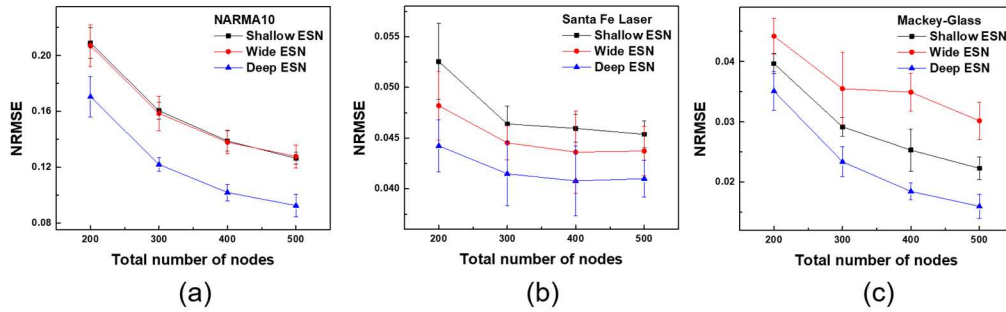 NARMA10
Shallow ESN
Wide ESN
Deep ESN
NRMSE
0.20
0.16
0.12
0.08
200
300
400
500
Total number of nodes
(a)
Santa Fe Laser
Shallow ESN
Wide ESN
Deep ESN
NRMSE
0.055
0.050
0.045
0.040
200
300
400
500
Total number of nodes
(b)
Mackey-Glass
Shallow ESN
Wide ESN
Deep ESN
NRMSE
0.04
0.03
0.02
200
300
400
500
Total number of nodes
(c)